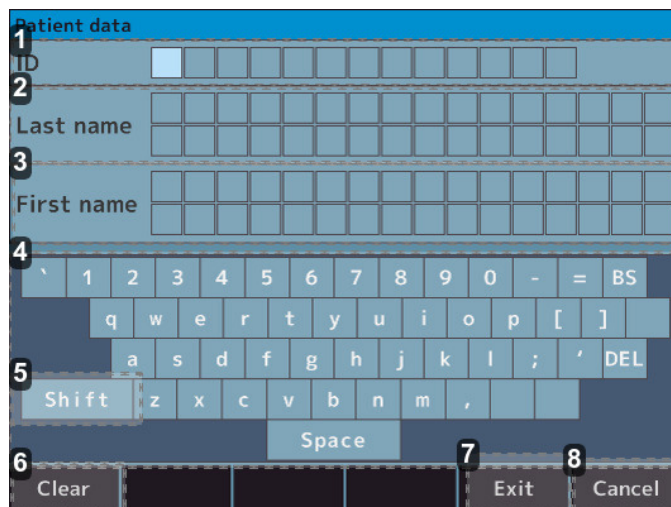 Patient data
1
ID
2
Last name
3
First name
4
` 1 2 3 4 5 6 7 8 9 0 - = BS
q w e r t y u i o p [ ]
a s d f g h j k l ; ' DEL
5
Shift z x c v b n m ,
Space
6 7 8
Clear Exit Cancel